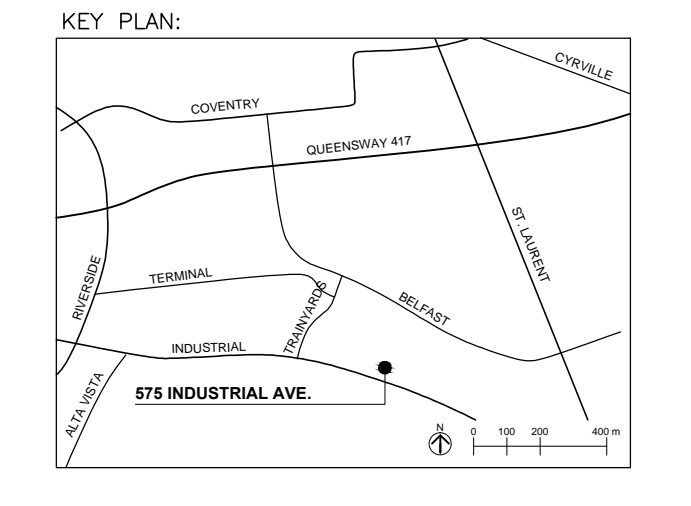 KEY PLAN:
CYRVILLE
COVENTRY
QUEENSWAY 417
ST. LAURENT
RIVERSIDE
TERMINAL
TRAINYARDS
BELFAST
INDUSTRIAL
ALTA VISTA
575 INDUSTRIAL AVE.
N
0 100 200 400 m